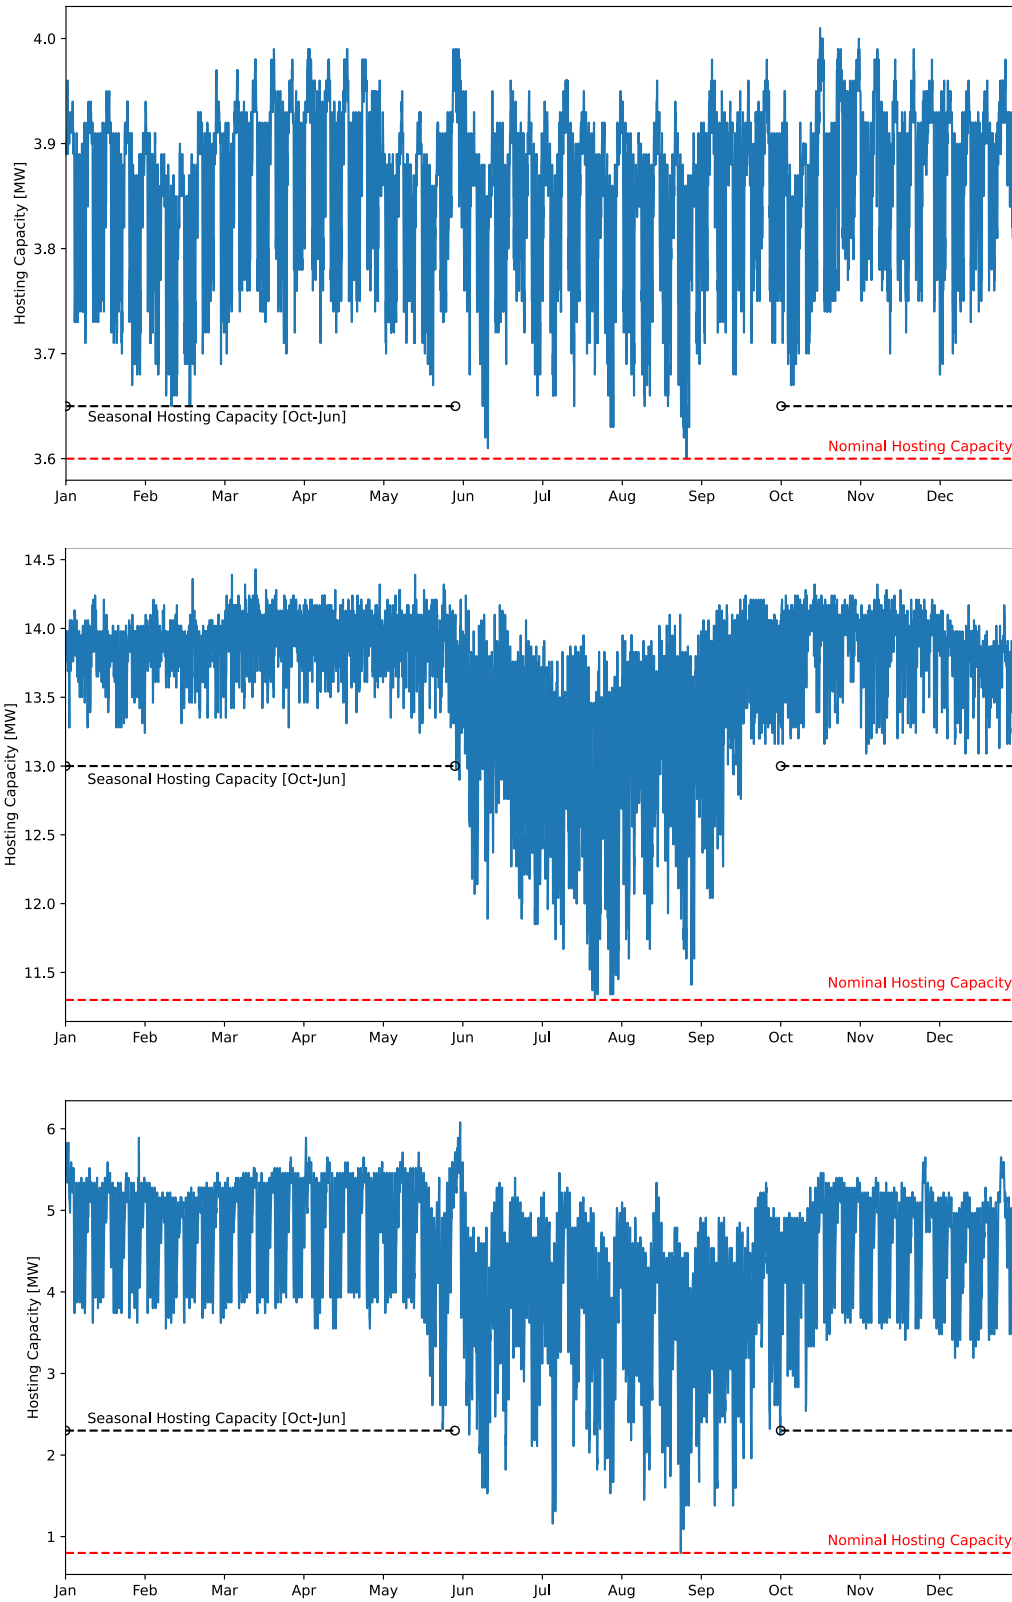 4.0
3.9
3.8
3.7
3.6
Hosting Capacity [MW]
Seasonal Hosting Capacity [Oct-Jun]
Nominal Hosting Capacity
Jan Feb Mar Apr May Jun Jul Aug Sep Oct Nov Dec
14.5
14.0
13.5
13.0
12.5
12.0
11.5
Hosting Capacity [MW]
Seasonal Hosting Capacity [Oct-Jun]
Nominal Hosting Capacity
Jan Feb Mar Apr May Jun Jul Aug Sep Oct Nov Dec
6
5
4
3
2
1
Hosting Capacity [MW]
Seasonal Hosting Capacity [Oct-Jun]
Nominal Hosting Capacity
Jan Feb Mar Apr May Jun Jul Aug Sep Oct Nov Dec